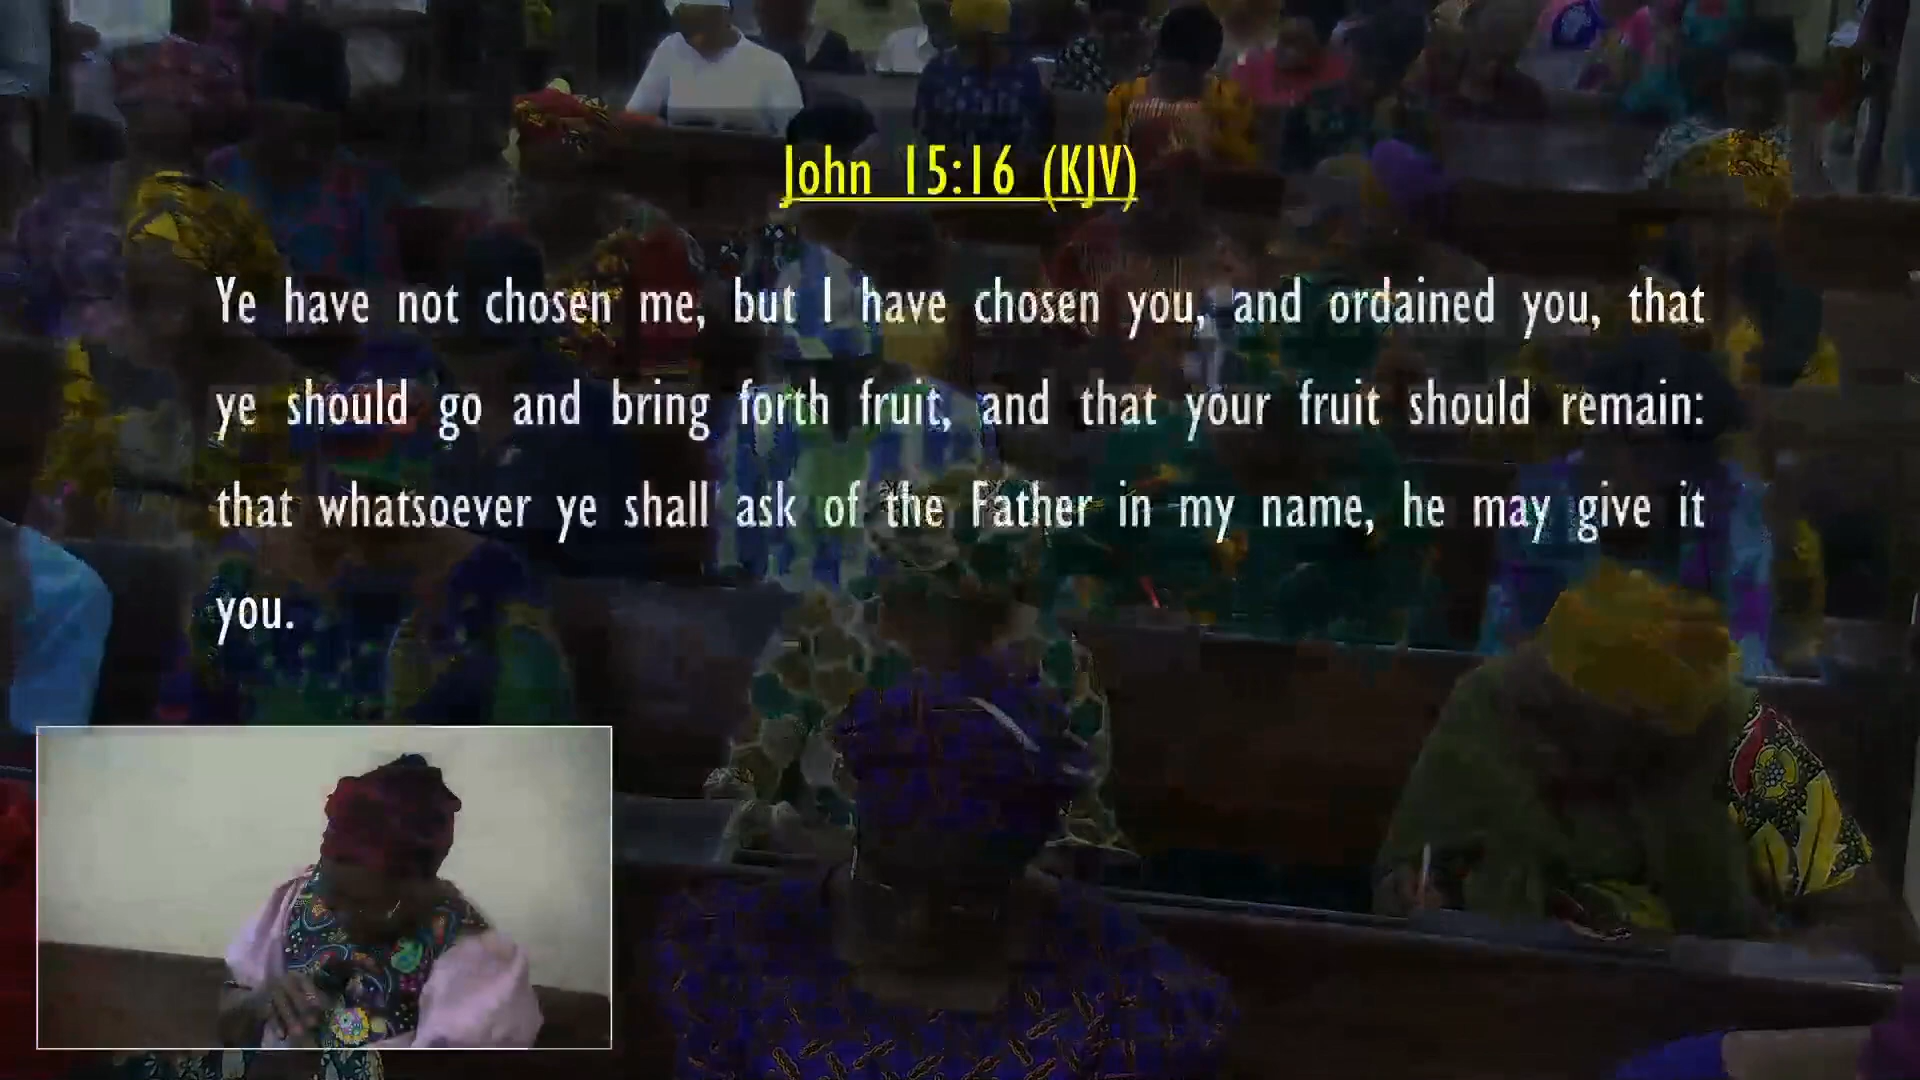 John 15:16 (KJV)
Ye have not chosen me, but I have chosen you, and ordained you, that
ye should go and bring forth fruit, and that your fruit should remain:
that whatsoever ye shall ask of the Father in my name, he may give it
you.